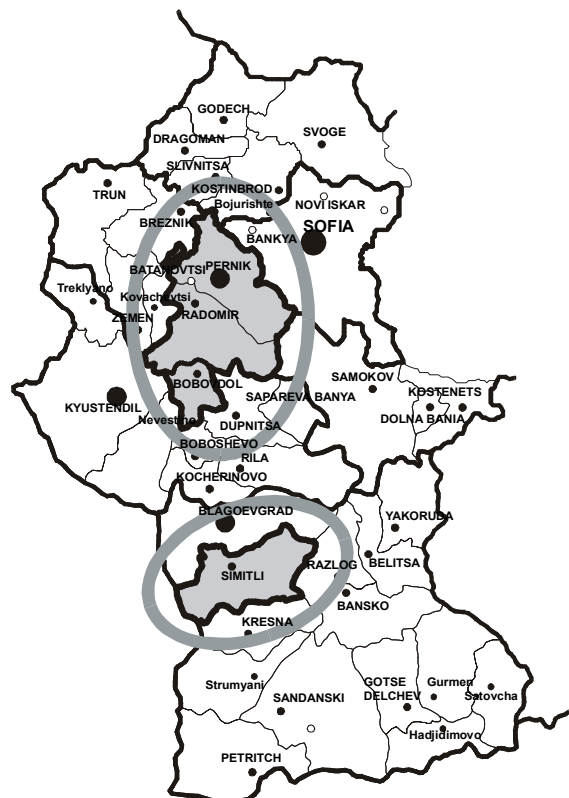 GODECH
SVOGE
DRAGOMAN
SLIVNITSA
TRUN
KOSTINBROD
Bojurishte
NOVI ISKAR
BREZNIK
SOFIA
BANKYA
BATANOVTSI
PERNIK
Treklyano
Kovachevtsi
ZEMEN
RADOMIR
SAMOKOV
BOBOVDOL
KOSTENETS
SAPAREVA BANYA
KYUSTENDIL
DOLNA BANIA
Nevestino
DUPNITSA
BOBOSHEVO
RILA
KOCHERINOVO
BLAGOEVGRAD
YAKORUDA
RAZLOG
BELITSA
SIMITLI
BANSKO
KRESNA
Strumyani
GOTSE
DELCHEV
Gurmen
Satovcha
SANDANSKI
Hadjidimovo
PETRITCH